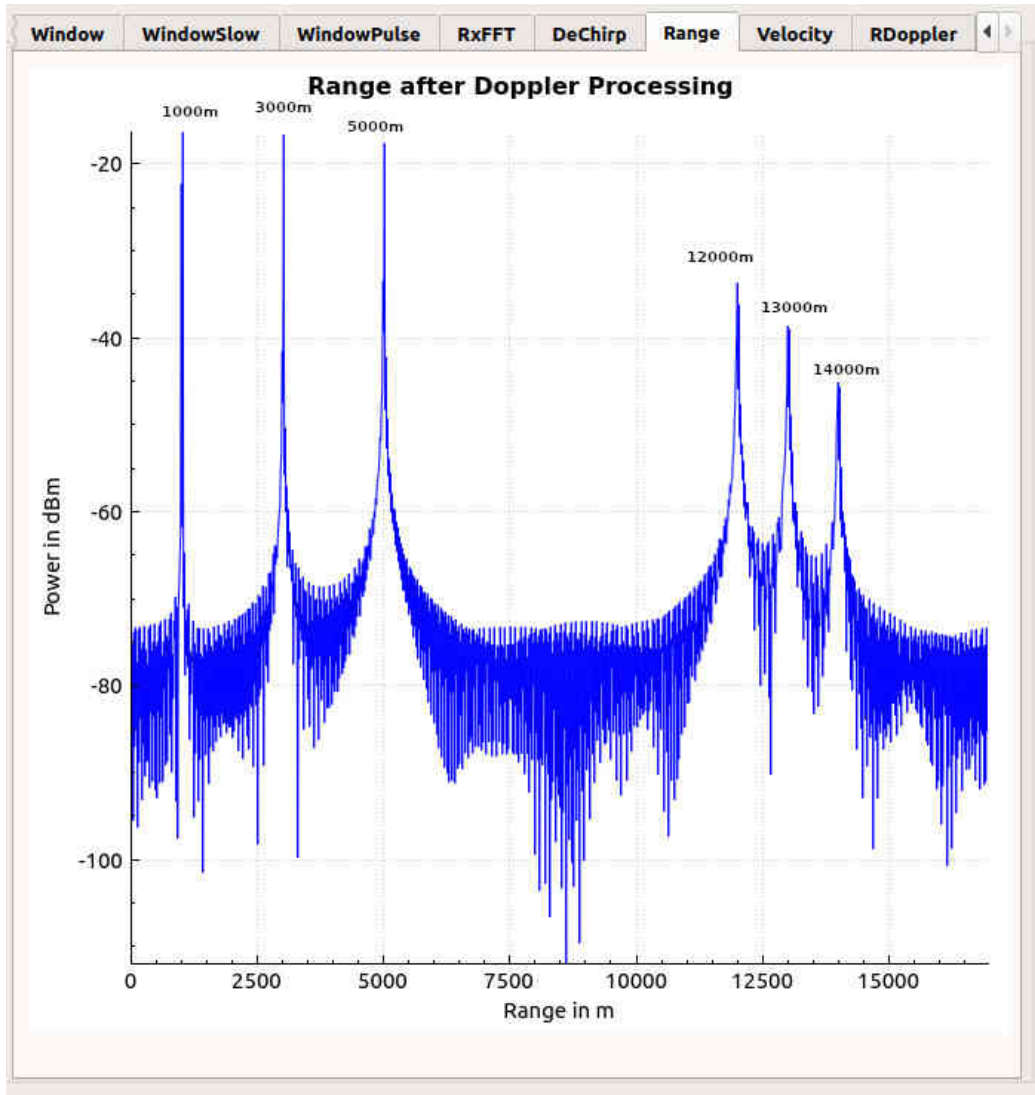 Window WindowSlow WindowPulse RxFFT DeChirp Range Velocity RDoppler
Range after Doppler Processing
1000m 3000m 5000m
12000m
13000m
14000m
-20
-40
-60
-80
-100
Power in dBm
0 2500 5000 7500 10000 12500 15000
Range in m